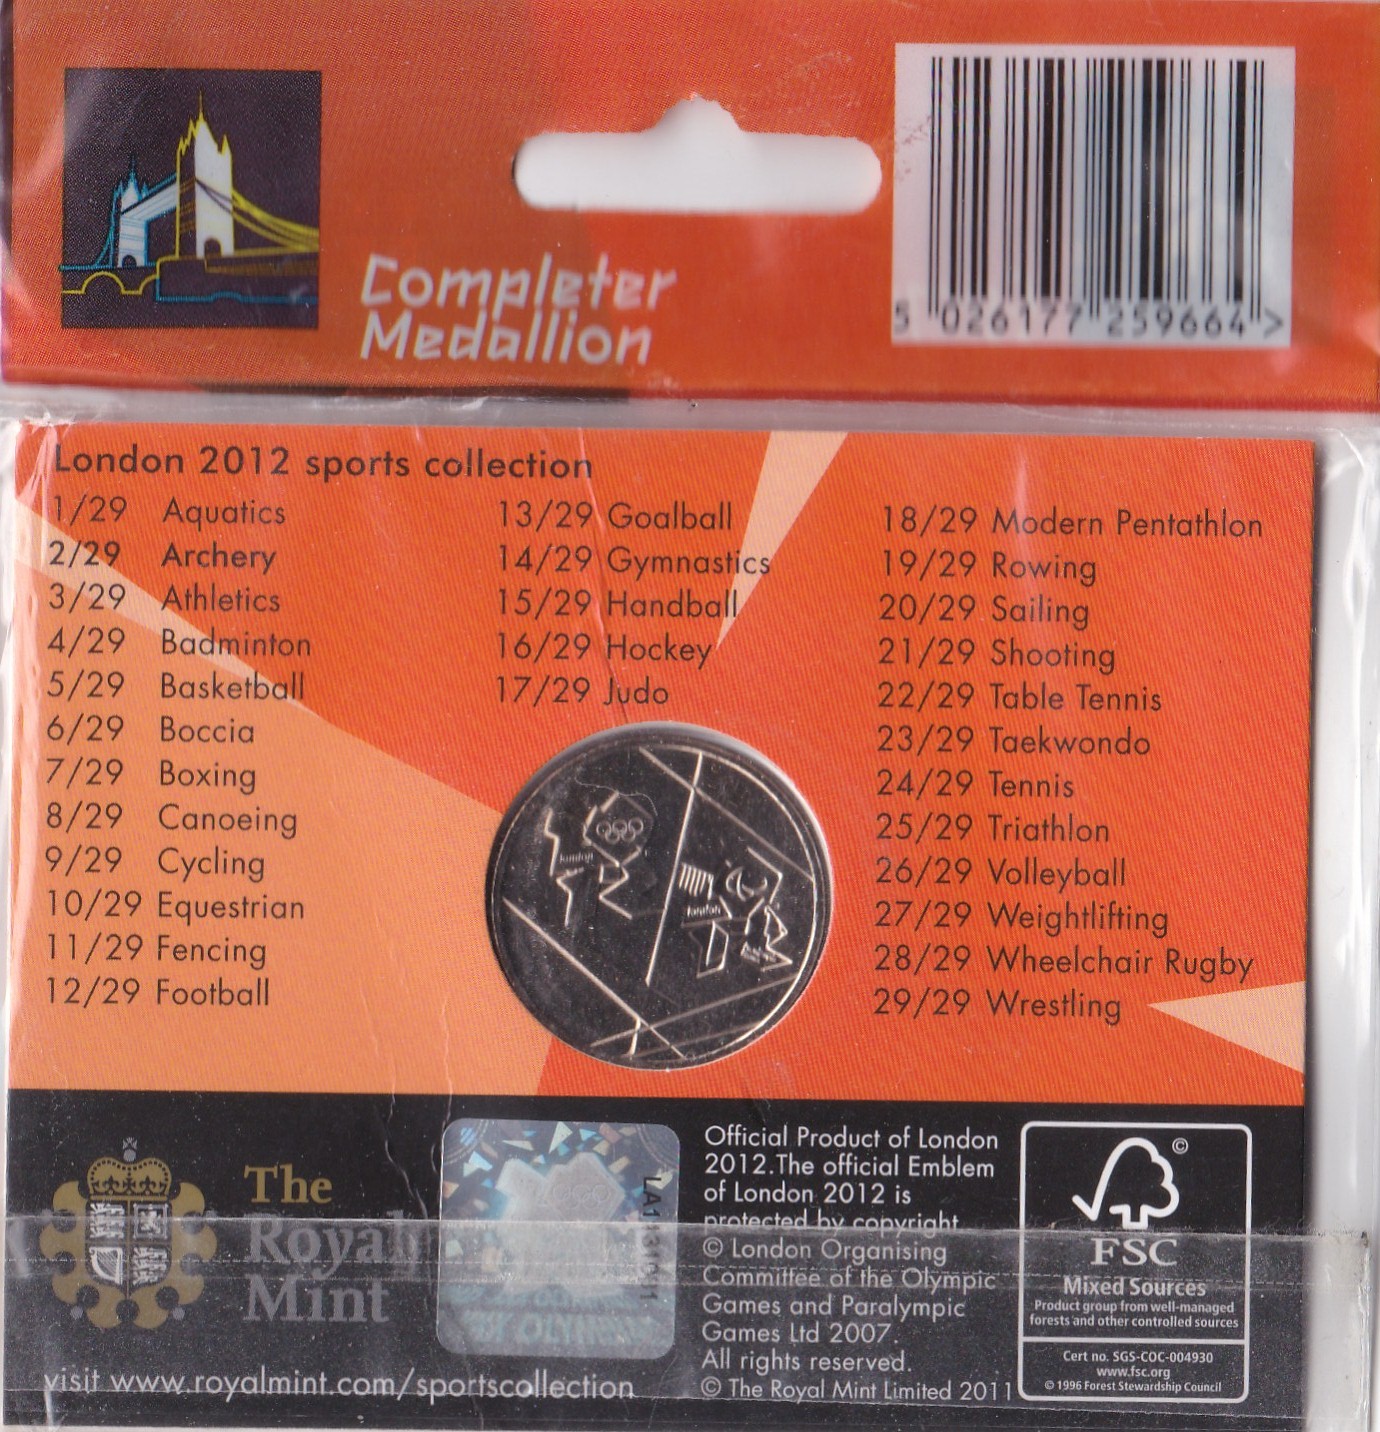 Completer
Medallion
5 026177 259664 >
London 2012 sports collection
1/29 Aquatics
2/29 Archery
3/29 Athletics
4/29 Badminton
5/29 Basketball
6/29 Boccia
7/29 Boxing
8/29 Canoeing
9/29 Cycling
10/29 Equestrian
11/29 Fencing
12/29 Football
13/29 Goalball
14/29 Gymnastics
15/29 Handball
16/29 Hockey
17/29 Judo
18/29 Modern Pentathlon
19/29 Rowing
20/29 Sailing
21/29 Shooting
22/29 Table Tennis
23/29 Taekwondo
24/29 Tennis
25/29 Triathlon
26/29 Volleyball
27/29 Weightlifting
28/29 Wheelchair Rugby
29/29 Wrestling
london
london
The
Royal
Mint
visit www.royalmint.com/sportscollection
Official Product of London
2012.The official Emblem
of London 2012 is
protected by copyright
© London Organising
Committee of the Olympic
Games and Paralympic
Games Ltd 2007.
All rights reserved.
© The Royal Mint Limited 2011
©
FSC
Mixed Sources
Product group from well-managed
forests and other controlled sources
Cert no. SGS-COC-004930
www.fsc.org
© 1996 Forest Stewardship Council